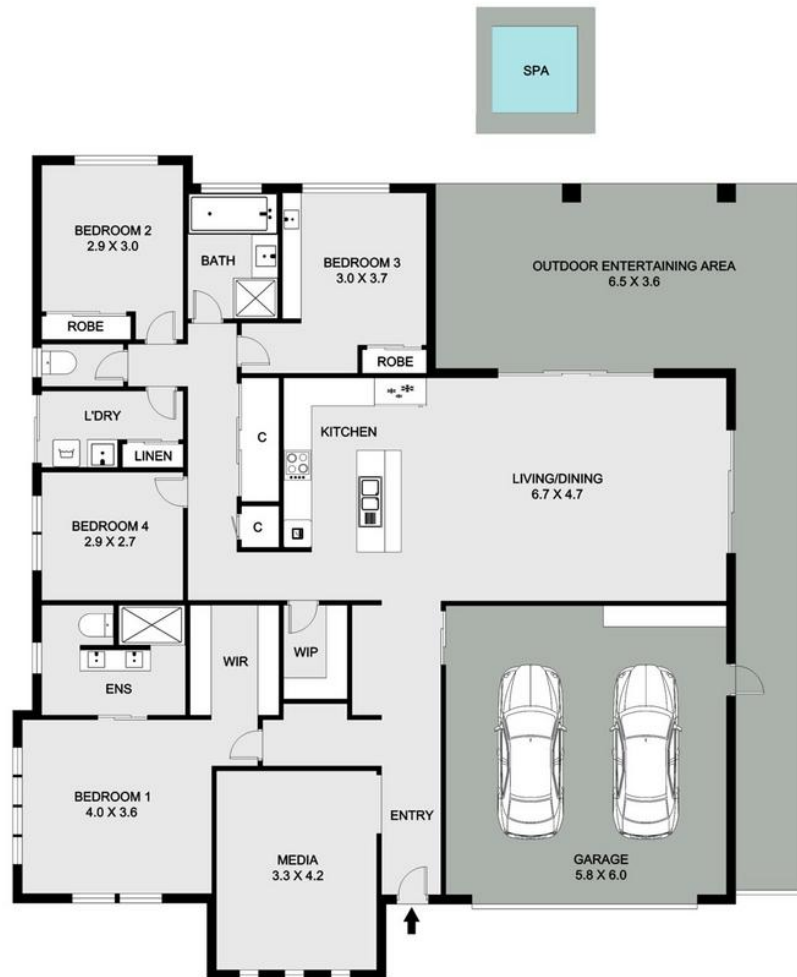 SPA
BEDROOM 2
2.9 X 3.0
BATH
BEDROOM 3
3.0 X 3.7
OUTDOOR ENTERTAINING AREA
6.5 X 3.6
ROBE
ROBE
L'DRY
LINEN
C
KITCHEN
C
LIVING/DINING
6.7 X 4.7
BEDROOM 4
2.9 X 2.7
ENS
WIR
WIP
BEDROOM 1
4.0 X 3.6
ENTRY
MEDIA
3.3 X 4.2
GARAGE
5.8 X 6.0